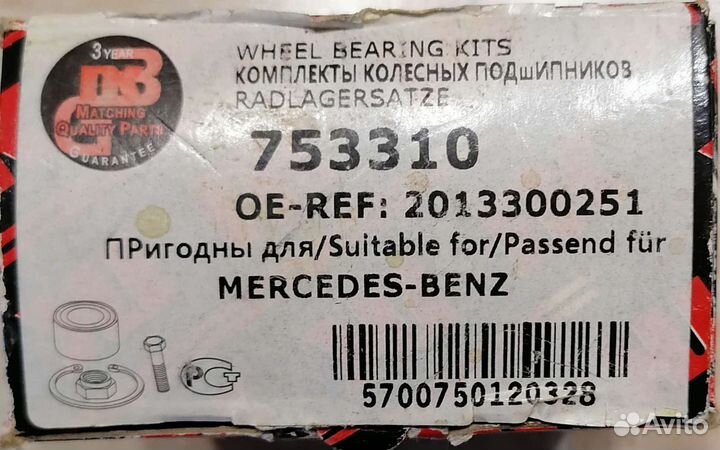 3 YEAR
MATCHING
QUALITY PARTS
GUARANTEE
WHEEL BEARING KITS
КОМПЛЕКТЫ КОЛЕСНЫХ ПОДШИПНИКОВ
RADLAGERSATZE
753310
OE-REF: 2013300251
ПРигодны для/Suitable for/Passend für
MERCEDES-BENZ
РСТ
5700750120328
Avito